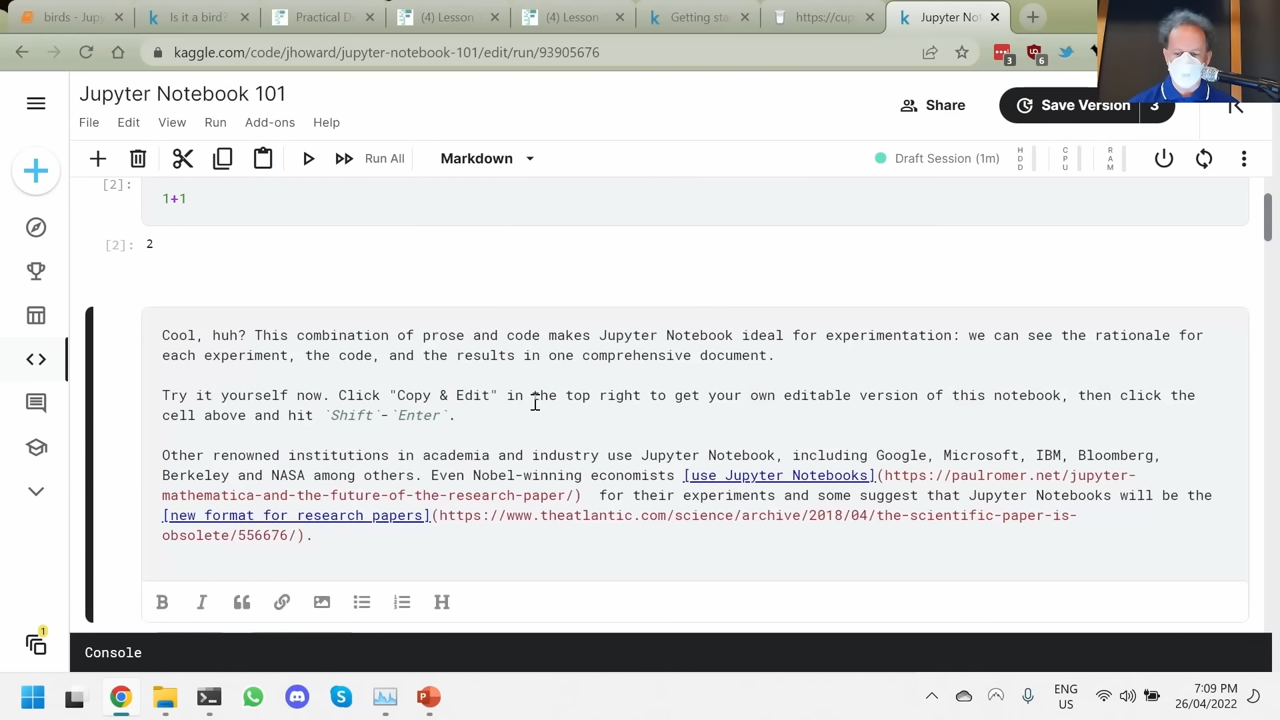 birds - Jup
Is it a bird?
Practical D
(4) Lesson
(4) Lesson
Getting sta
https://cup
Jupyter No
kaggle.com/code/jhoward/jupyter-notebook-101/edit/run/93905676
3
6
Jupyter Notebook 101
File Edit View Run Add-ons Help
Share
Save Version 3
Run All
Markdown
Draft Session (1m)
HDD
CPU
RAM
[2]:
1+1
[2]: 2
Cool, huh? This combination of prose and code makes Jupyter Notebook ideal for experimentation: we can see the rationale for
each experiment, the code, and the results in one comprehensive document.
Try it yourself now. Click "Copy & Edit" in the top right to get your own editable version of this notebook, then click the
cell above and hit `Shift`-`Enter`.
Other renowned institutions in academia and industry use Jupyter Notebook, including Google, Microsoft, IBM, Bloomberg,
Berkeley and NASA among others. Even Nobel-winning economists [use Jupyter Notebooks](https://paulromer.net/jupyter-
mathematica-and-the-future-of-the-research-paper/)  for their experiments and some suggest that Jupyter Notebooks will be the
[new format for research papers](https://www.theatlantic.com/science/archive/2018/04/the-scientific-paper-is-
obsolete/556676/).
B I H
1
Console
ENG
US
7:09 PM
26/04/2022